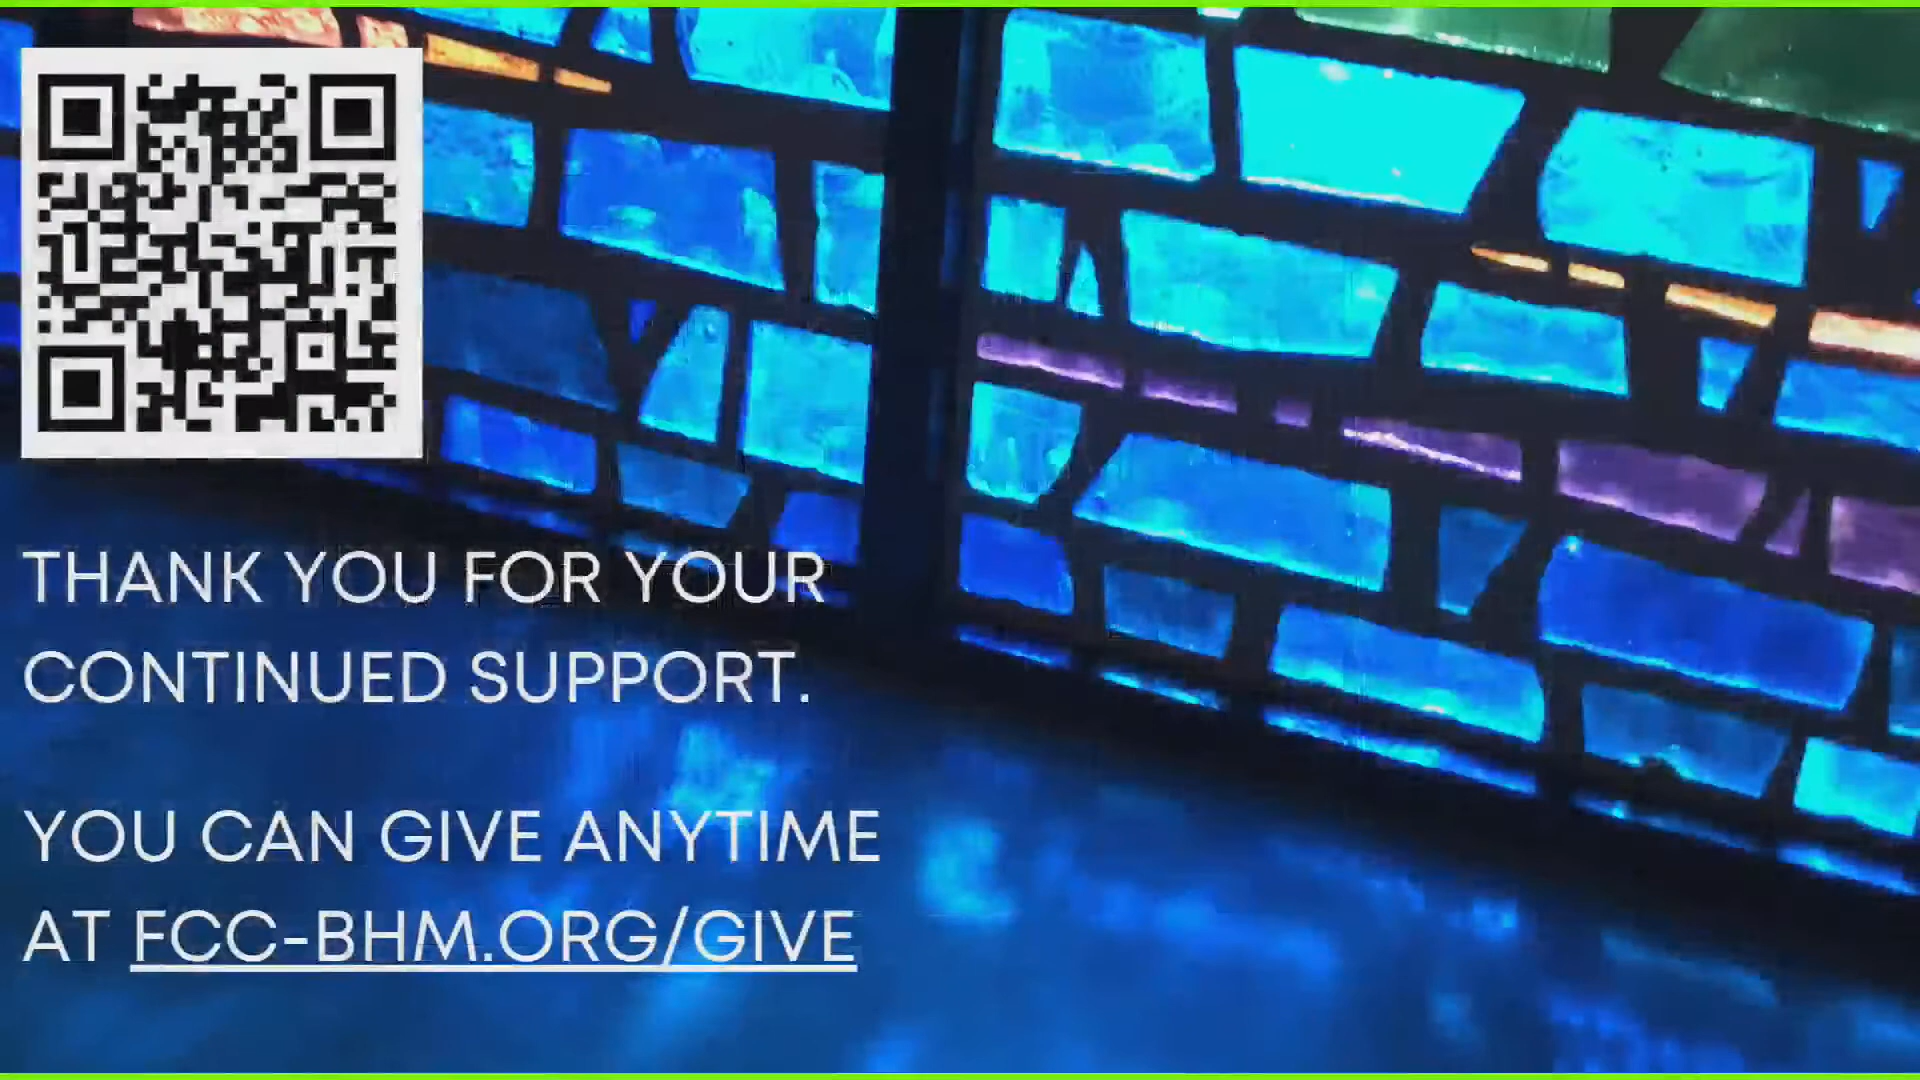 THANK YOU FOR YOUR
CONTINUED SUPPORT.
YOU CAN GIVE ANYTIME
AT FCC-BHM.ORG/GIVE